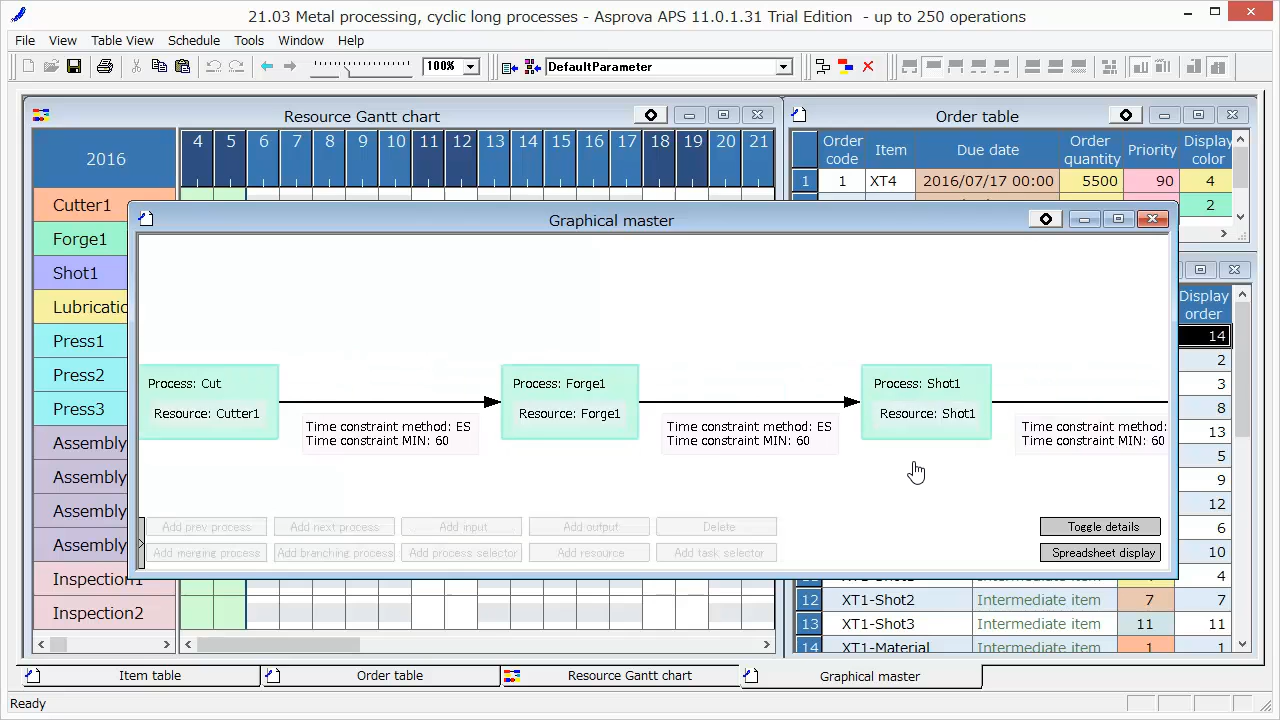 21.03 Metal processing, cyclic long processes - Asprova APS 11.0.1.31 Trial Edition - up to 250 operations
File View Table View Schedule Tools Window Help
100% DefaultParameter
Resource Gantt chart
2016 4 5 6 7 8 9 10 11 12 13 14 15 16 17 18 19 20 21
Cutter1
Forge1
Shot1
Press1
Press2
Press3
Assembly
Assembly
Assembly
Assembly
Inspection1
Inspection2
Order table
Order code Item Due date Order quantity Priority Display color
1 1 XT4 2016/07/17 00:00 5500 90 4
2
Display order
14
2
3
8
13
5
9
12
6
10
4
12 XT1-Shot2 Intermediate item 7 7
13 XT1-Shot3 Intermediate item 11 11
14 XT1-Material Intermediate item 1 1
Graphical master
Process: Cut
Resource: Cutter1
Time constraint method: ES
Time constraint MIN: 60
Process: Forge1
Resource: Forge1
Time constraint method: ES
Time constraint MIN: 60
Process: Shot1
Resource: Shot1
Time constraint method:
Time constraint MIN: 60
Add prev process Add next process Add input Add output Delete Toggle details
Add merging process Add branching process Add process selector Add resource Add task selector Spreadsheet display
Item table Order table Resource Gantt chart Graphical master
Ready